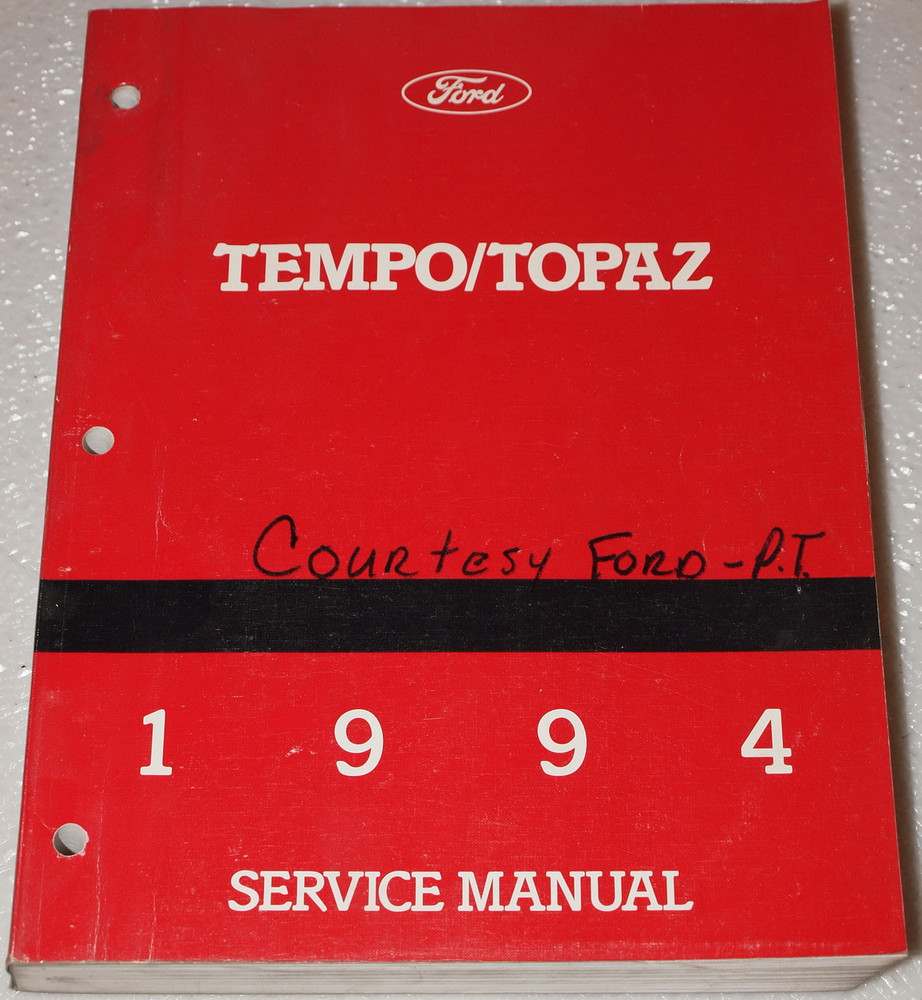 Ford
TEMPO/TOPAZ
Courtesy FORD - P.T.
1 9 9 4
SERVICE MANUAL